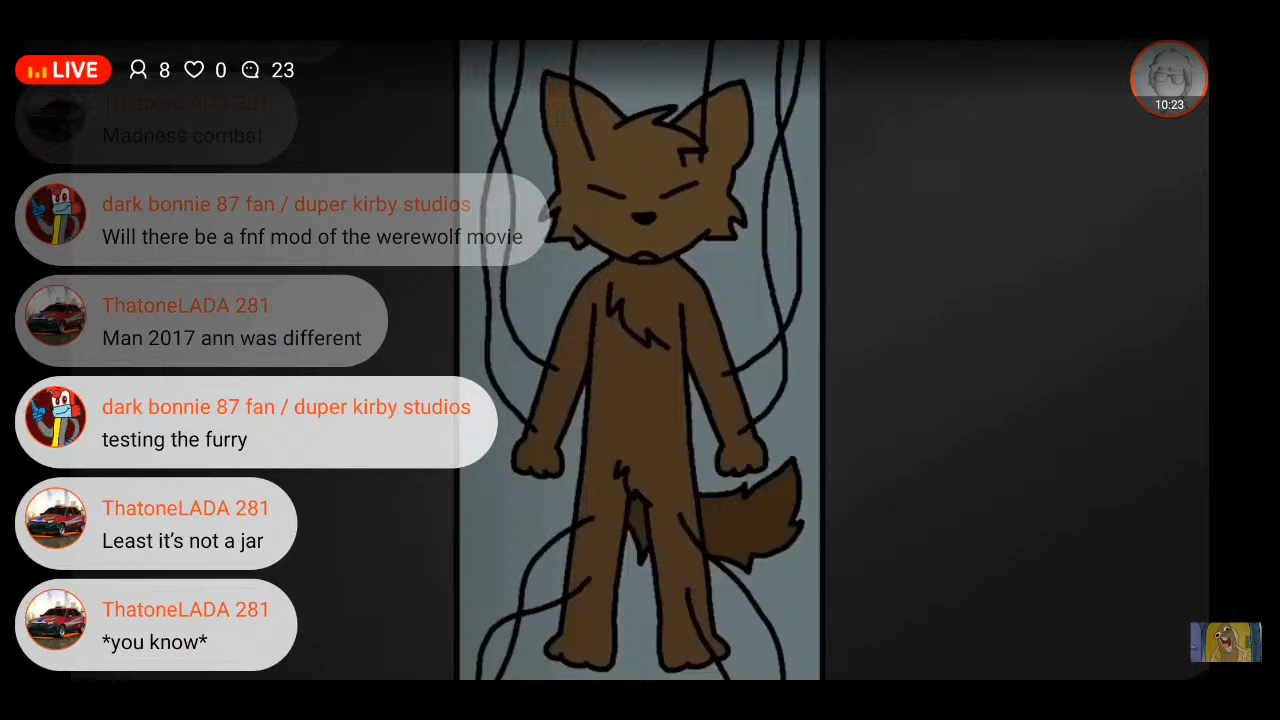 LIVE 8 0 23
10:23
ThatoneLADA 281
Madness combat
dark bonnie 87 fan / duper kirby studios
Will there be a fnf mod of the werewolf movie
ThatoneLADA 281
Man 2017 ann was different
dark bonnie 87 fan / duper kirby studios
testing the furry
ThatoneLADA 281
Least it’s not a jar
ThatoneLADA 281
*you know*